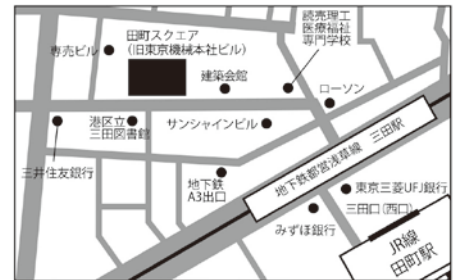 読売理工
医療福祉
専門学校
田町スクエア
(旧東京機械本社ビル)
専売ビル
建築会館
ローソン
港区立
三田図書館
サンシャインビル
三井住友銀行
地下鉄
A3出口
地下鉄都営浅草線 三田駅
東京三菱UFJ銀行
三田口(西口)
みずほ銀行
JR線
田町駅